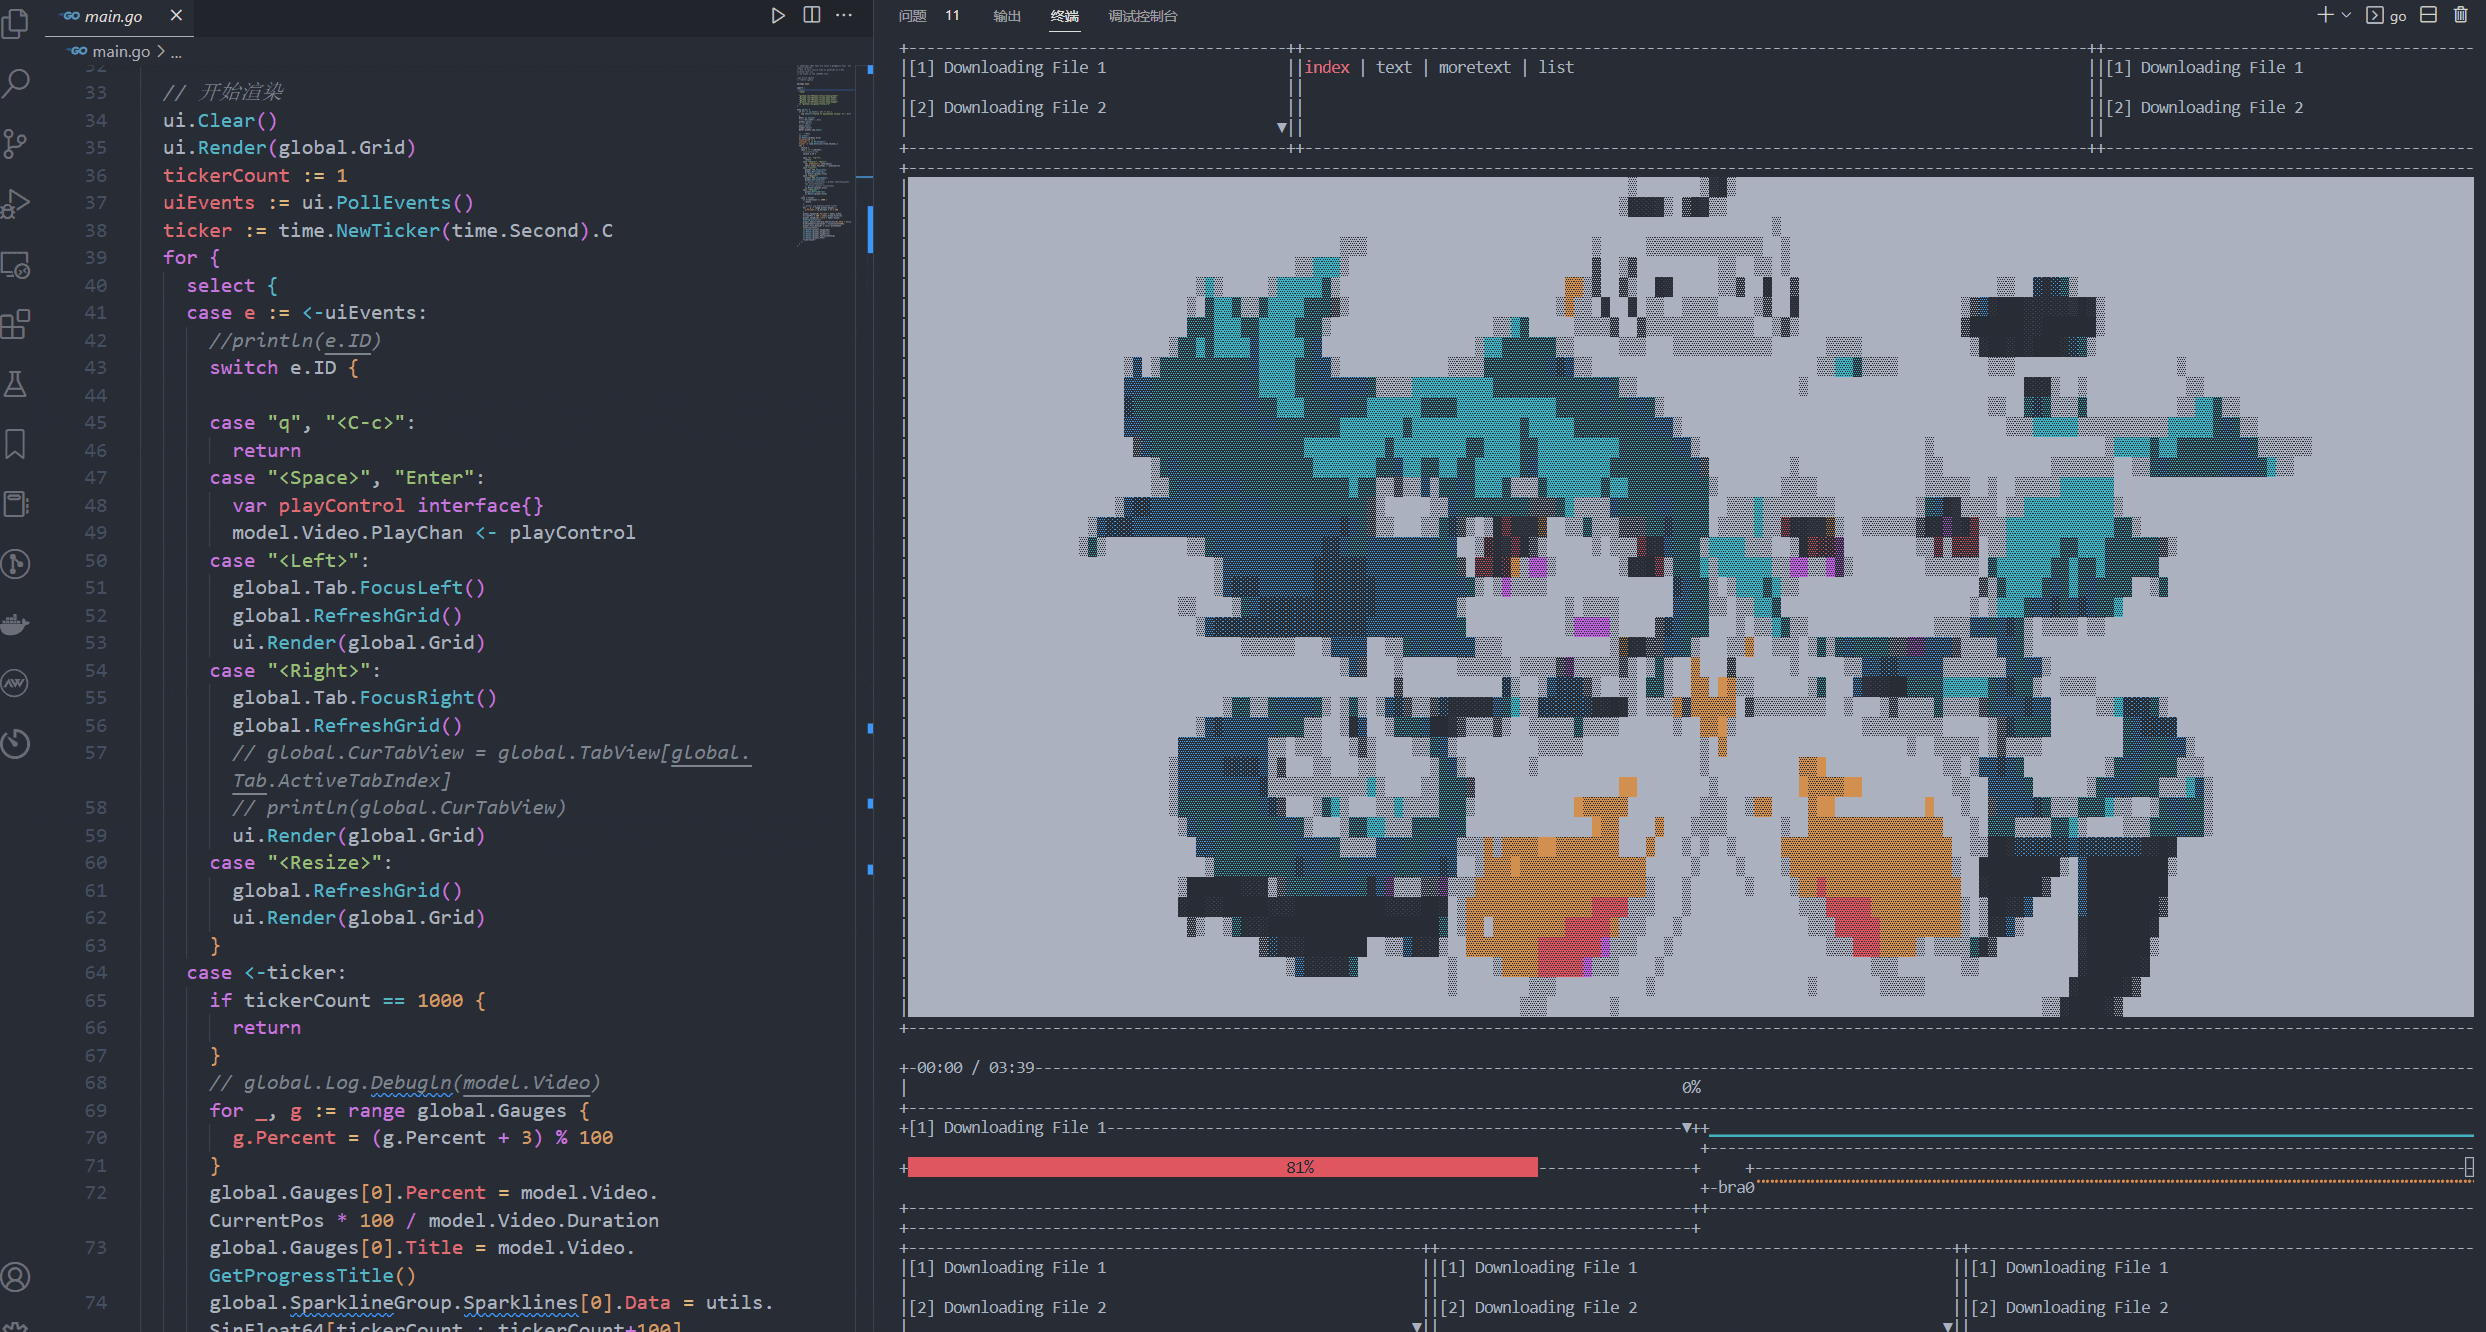 main.go
main.go > ...
32
33 // 开始渲染
34 ui.Clear()
35 ui.Render(global.Grid)
36 tickerCount := 1
37 uiEvents := ui.PollEvents()
38 ticker := time.NewTicker(time.Second).C
39 for {
40 select {
41 case e := <-uiEvents:
42 //println(e.ID)
43 switch e.ID {
44
45 case "q", "<C-c>":
46 return
47 case "<Space>", "Enter":
48 var playControl interface{}
49 model.Video.PlayChan <- playControl
50 case "<Left>":
51 global.Tab.FocusLeft()
52 global.RefreshGrid()
53 ui.Render(global.Grid)
54 case "<Right>":
55 global.Tab.FocusRight()
56 global.RefreshGrid()
57 // global.CurTabView = global.TabView[global.
Tab.ActiveTabIndex]
58 // println(global.CurTabView)
59 ui.Render(global.Grid)
60 case "<Resize>":
61 global.RefreshGrid()
62 ui.Render(global.Grid)
63 }
64 case <-ticker:
65 if tickerCount == 1000 {
66 return
67 }
68 // global.Log.Debugln(model.Video)
69 for _, g := range global.Gauges {
70 g.Percent = (g.Percent + 3) % 100
71 }
72 global.Gauges[0].Percent = model.Video.
CurrentPos * 100 / model.Video.Duration
73 global.Gauges[0].Title = model.Video.
GetProgressTitle()
74 global.SparklineGroup.Sparklines[0].Data = utils.
SinFloat64[tickerCount : tickerCount+100]
问题 11 输出 终端 调试控制台
go
[1] Downloading File 1
[2] Downloading File 2
index | text | moretext | list
[1] Downloading File 1
[2] Downloading File 2
00:00 / 03:39
0%
[1] Downloading File 1
81%
bra0
[1] Downloading File 1
[2] Downloading File 2
[1] Downloading File 1
[2] Downloading File 2
[1] Downloading File 1
[2] Downloading File 2